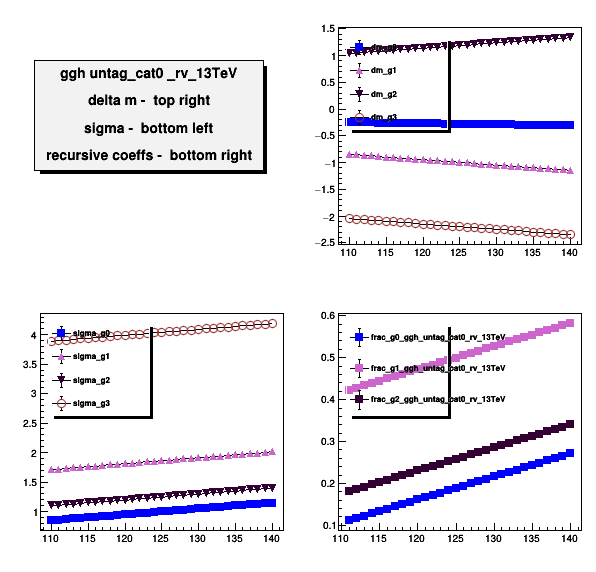 ggh untag_cat0 _rv_13TeV
delta m - top right
sigma - bottom left
recursive coeffs - bottom right
1.5
1
0.5
0
−0.5
−1
−1.5
−2
−2.5
dm_g0
dm_g1
dm_g2
dm_g3
110 115 120 125 130 135 140
4
3.5
3
2.5
2
1.5
1
sigma_g0
sigma_g1
sigma_g2
sigma_g3
110 115 120 125 130 135 140
0.6
0.5
0.4
0.3
0.2
0.1
frac_g0_ggh_untag_cat0_rv_13TeV
frac_g1_ggh_untag_cat0_rv_13TeV
frac_g2_ggh_untag_cat0_rv_13TeV
110 115 120 125 130 135 140